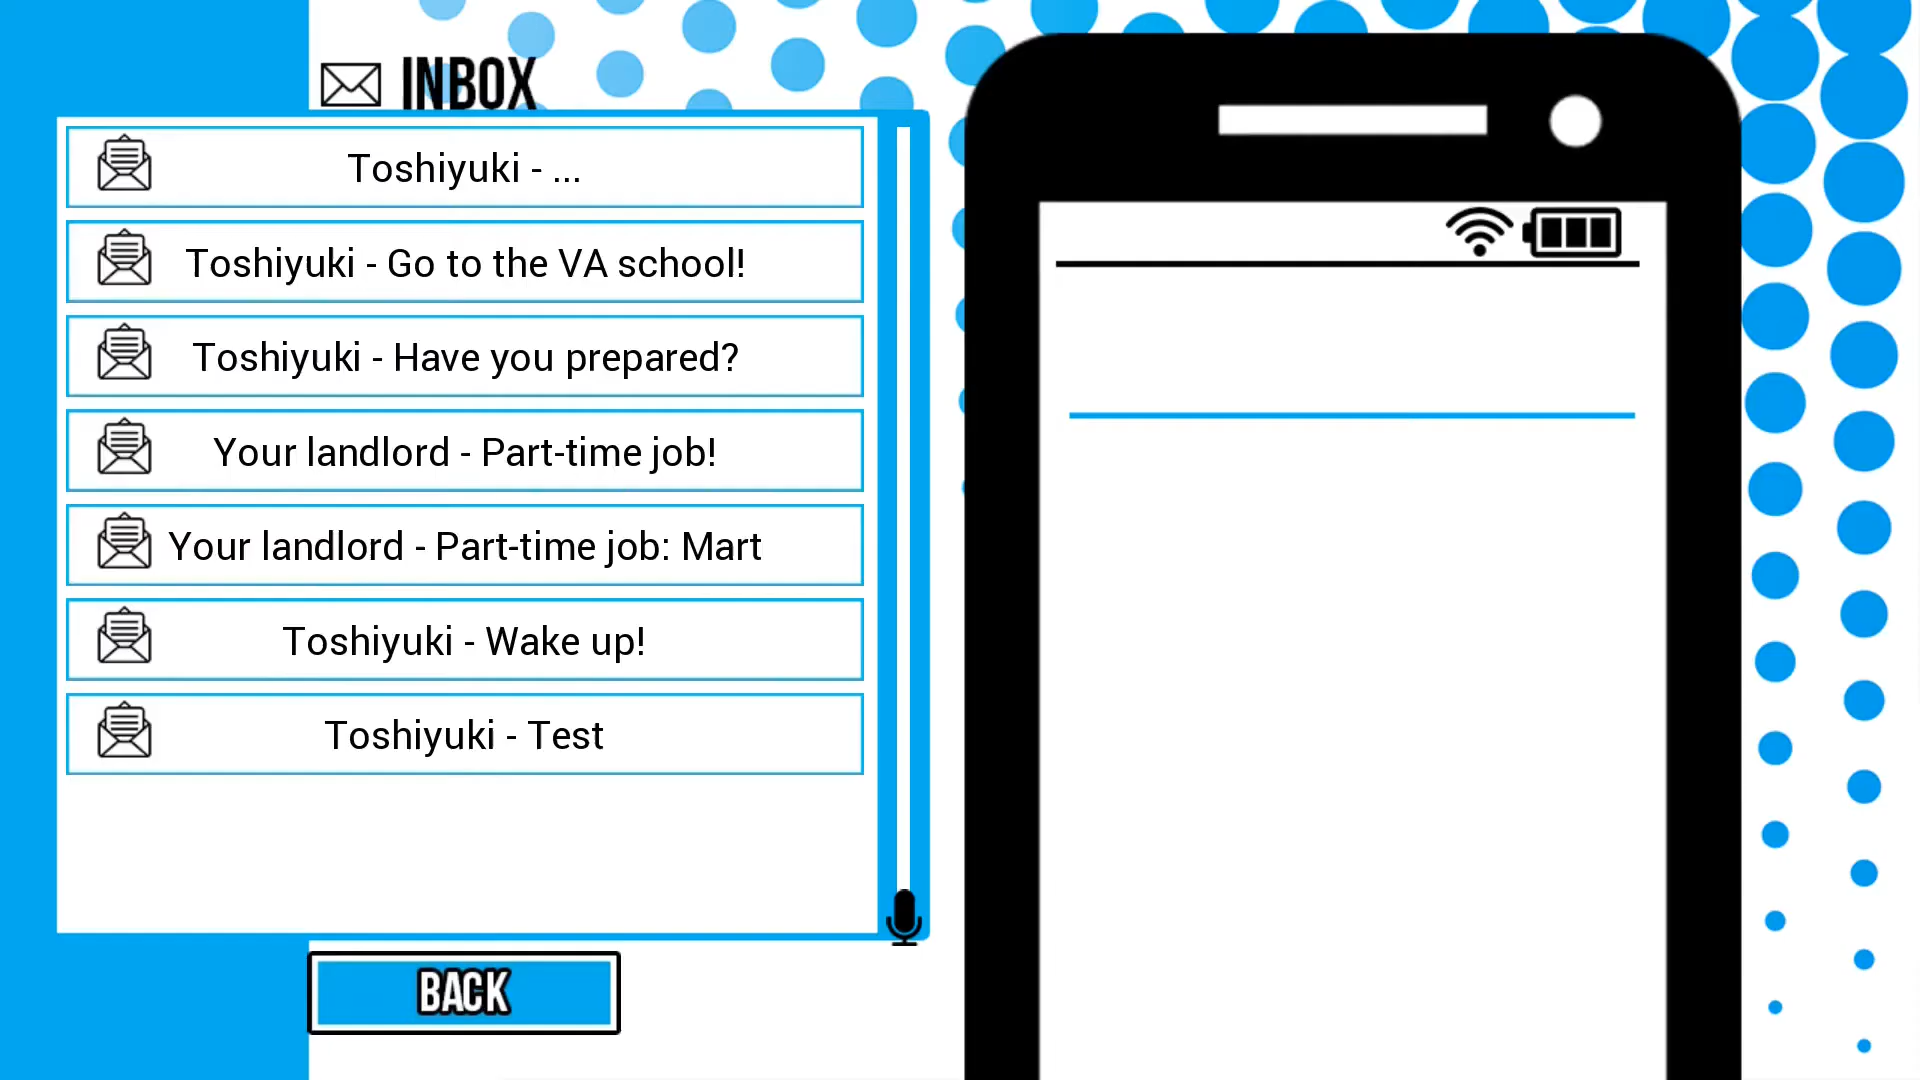 INBOX
Toshiyuki - ...
Toshiyuki - Go to the VA school!
Toshiyuki - Have you prepared?
Your landlord - Part-time job!
Your landlord - Part-time job: Mart
Toshiyuki - Wake up!
Toshiyuki - Test
BACK